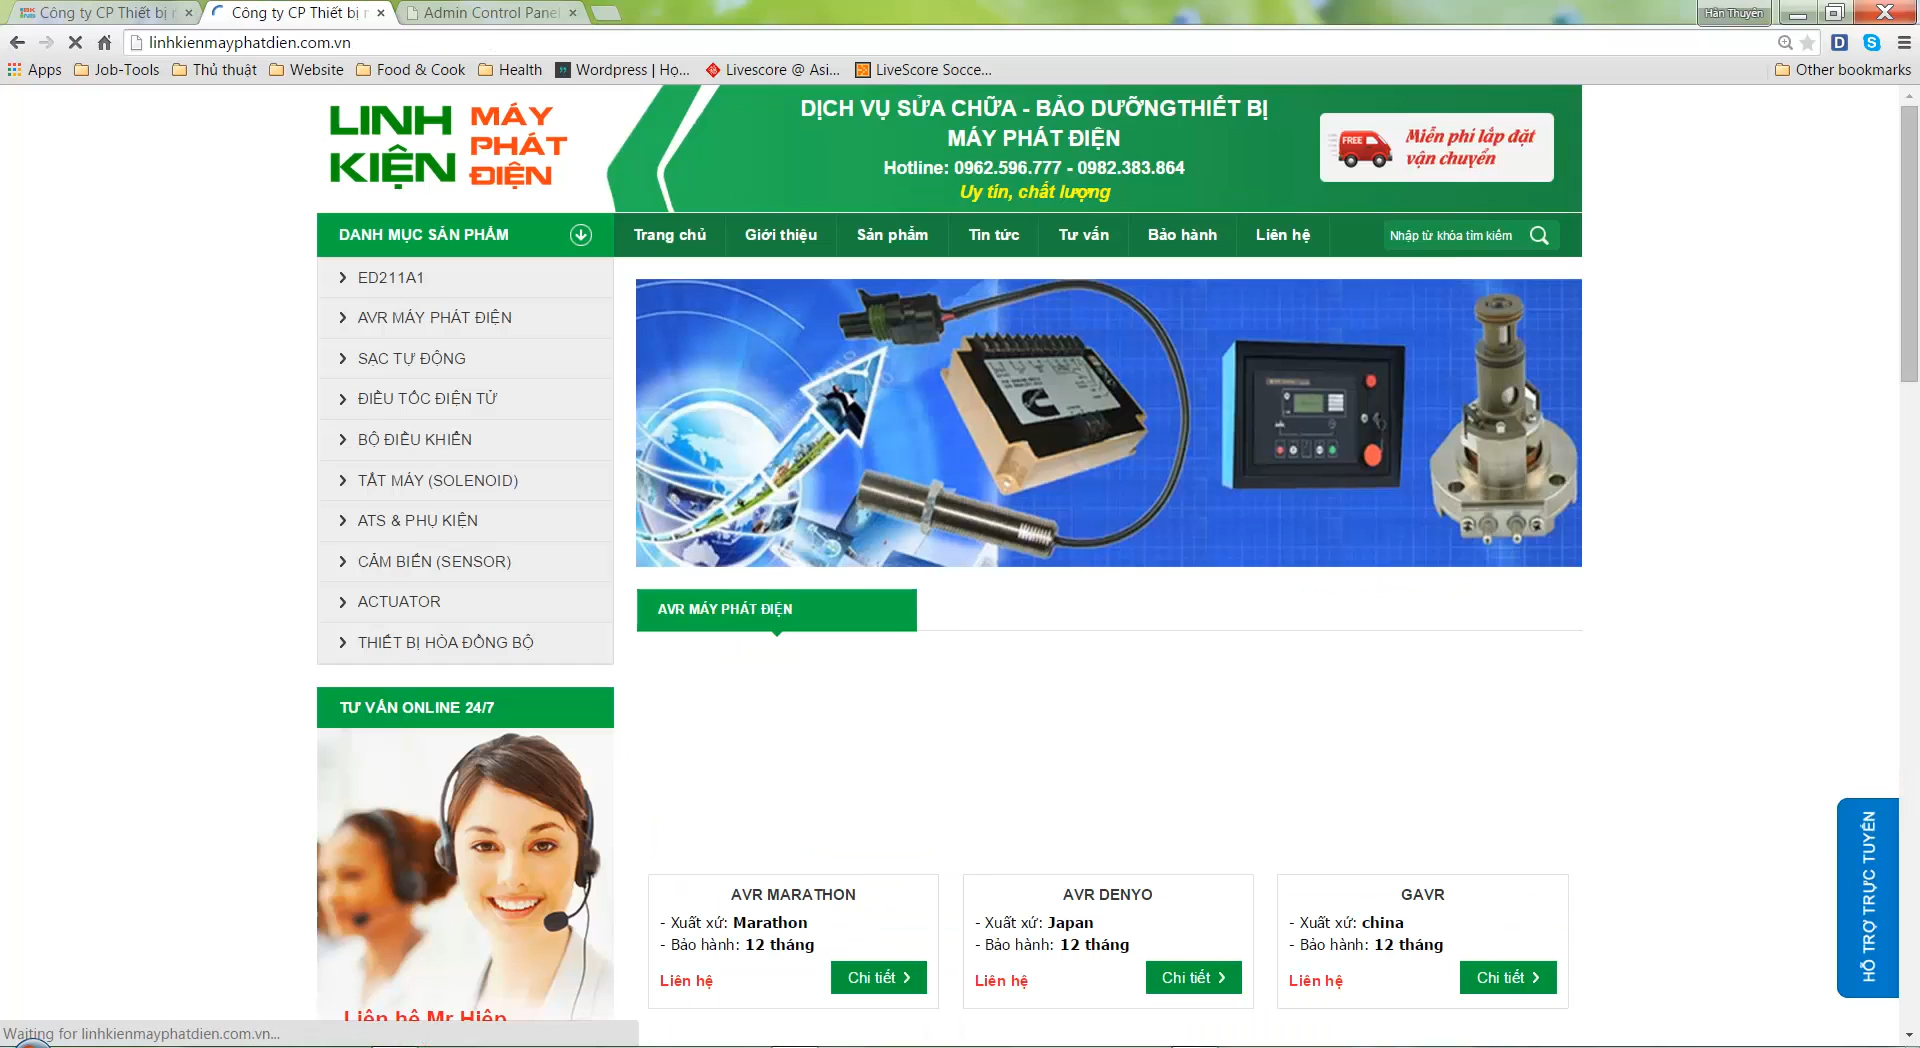 Công ty CP Thiết bị
Công ty CP Thiết bị
Admin Control Panel
Hân Thuyên
linhkienmayphatdien.com.vn
Apps
Job-Tools
Thủ thuật
Website
Food & Cook
Health
Wordpress | Họ...
Livescore @ Asi...
LiveScore Socce...
Other bookmarks
LINH KIỆN
MÁY PHÁT ĐIỆN
DỊCH VỤ SỬA CHỮA - BẢO DƯỠNGTHIẾT BỊ
MÁY PHÁT ĐIỆN
Hotline: 0962.596.777 - 0982.383.864
Uy tín, chất lượng
FREE
Miễn phí lắp đặt
vận chuyển
DANH MỤC SẢN PHẨM
Trang chủ
Giới thiệu
Sản phẩm
Tin tức
Tư vấn
Bảo hành
Liên hệ
Nhập từ khóa tìm kiếm
ED211A1
AVR MÁY PHÁT ĐIỆN
SẠC TỰ ĐỘNG
ĐIỀU TỐC ĐIỆN TỬ
BỘ ĐIỀU KHIỂN
TẮT MÁY (SOLENOID)
ATS & PHỤ KIỆN
CẢM BIẾN (SENSOR)
ACTUATOR
THIẾT BỊ HÒA ĐỒNG BỘ
AVR MÁY PHÁT ĐIỆN
TƯ VẤN ONLINE 24/7
Liên hệ Mr Hiệp
AVR MARATHON
- Xuất xứ: Marathon
- Bảo hành: 12 tháng
Liên hệ
Chi tiết
AVR DENYO
- Xuất xứ: Japan
- Bảo hành: 12 tháng
Liên hệ
Chi tiết
GAVR
- Xuất xứ: china
- Bảo hành: 12 tháng
Liên hệ
Chi tiết
HỖ TRỢ TRỰC TUYẾN
Waiting for linhkienmayphatdien.com.vn...